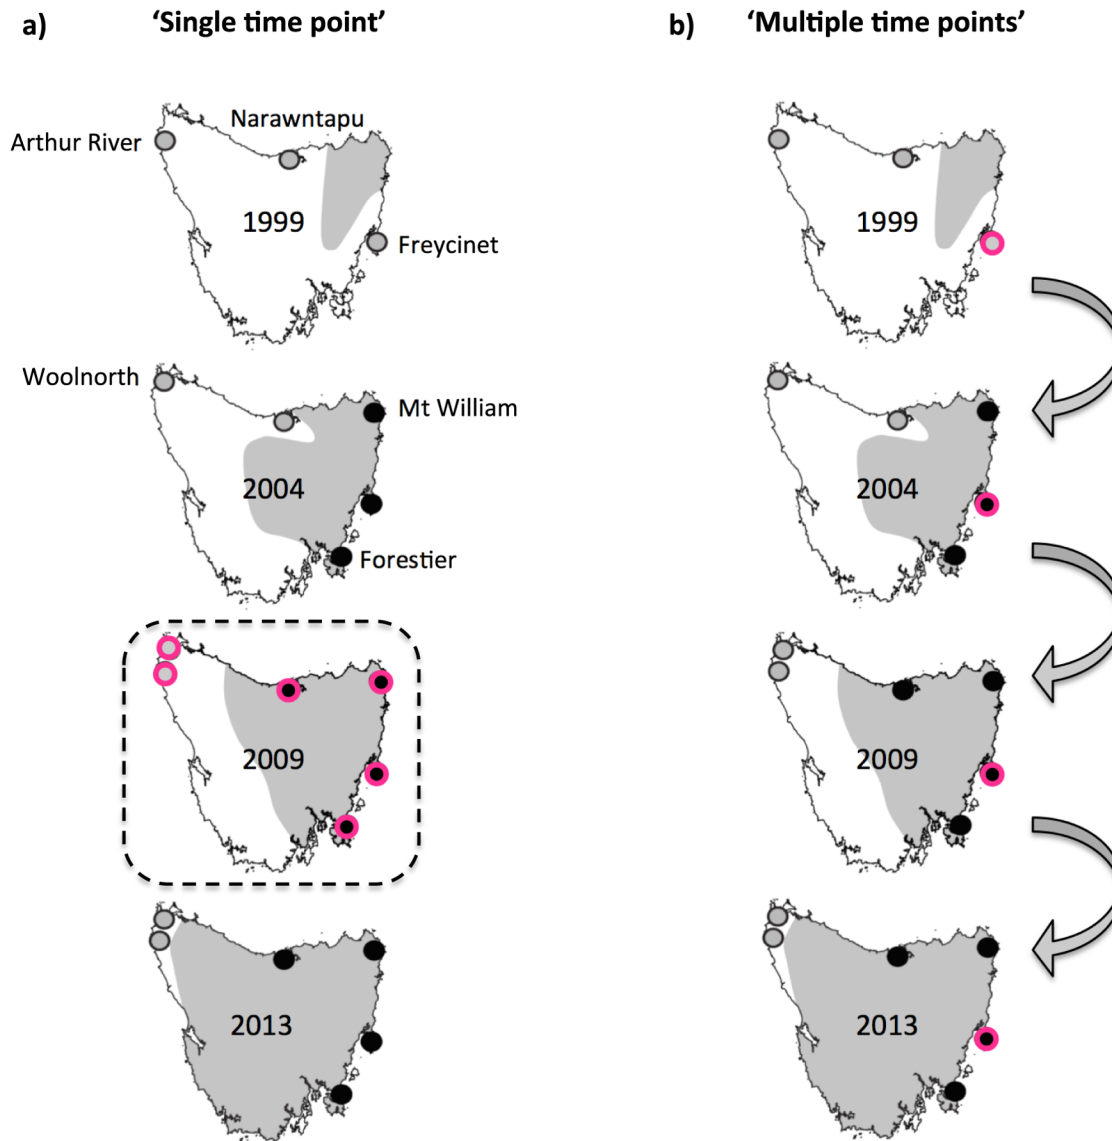 a) ‘Single time point’
b) ‘Multiple time points’
Narawntapu
Arthur River
1999
Freycinet
1999
Woolnorth
Mt William
2004
Forestier
2004
2009
2009
2013
2013